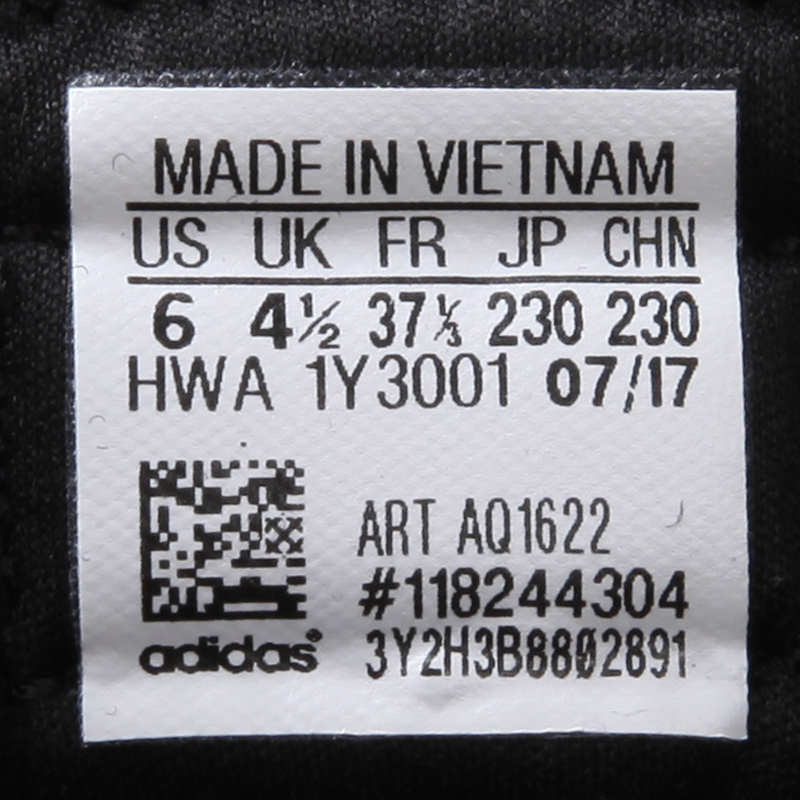 MADE IN VIETNAM
US UK FR JP CHN
6 4½ 37⅓ 230 230
HWA 1Y3001 07/17
ART AQ1622
#118244304
adidas® 3Y2H3B8802891